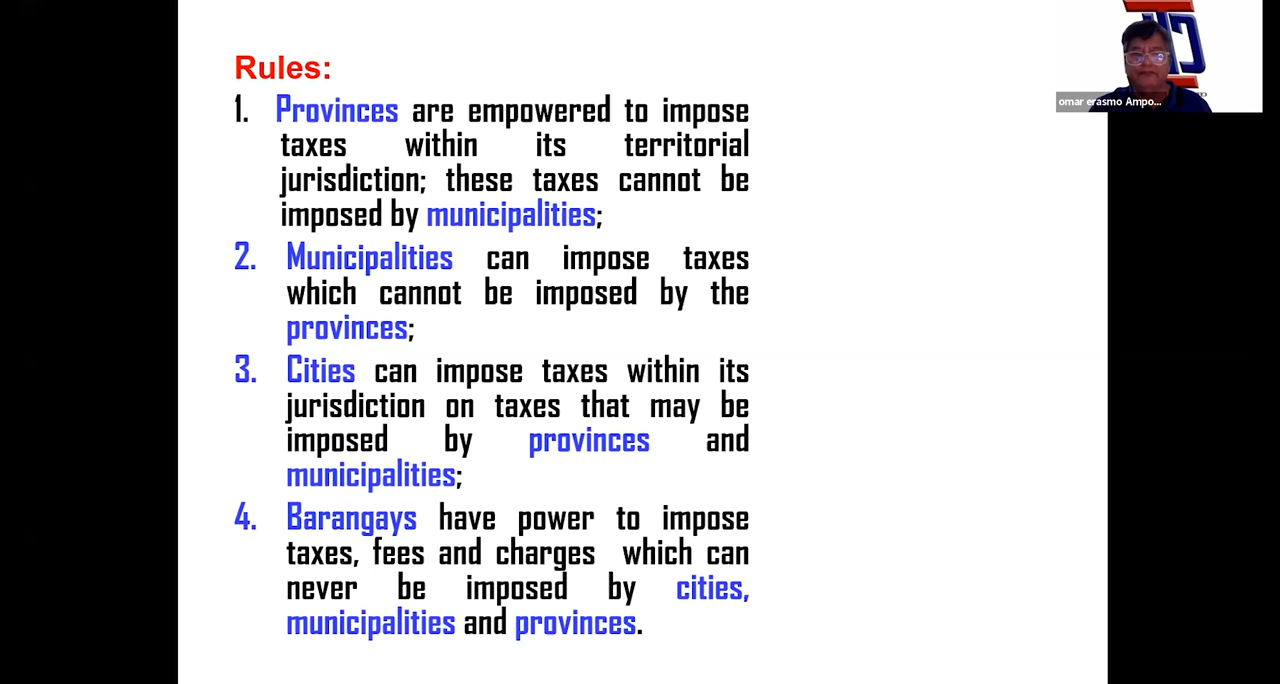 Rules:
1. Provinces are empowered to impose
taxes within its territorial
jurisdiction; these taxes cannot be
imposed by municipalities;
2. Municipalities can impose taxes
which cannot be imposed by the
provinces;
3. Cities can impose taxes within its
jurisdiction on taxes that may be
imposed by provinces and
municipalities;
4. Barangays have power to impose
taxes, fees and charges which can
never be imposed by cities,
municipalities and provinces.
omar erasmo Ampo...